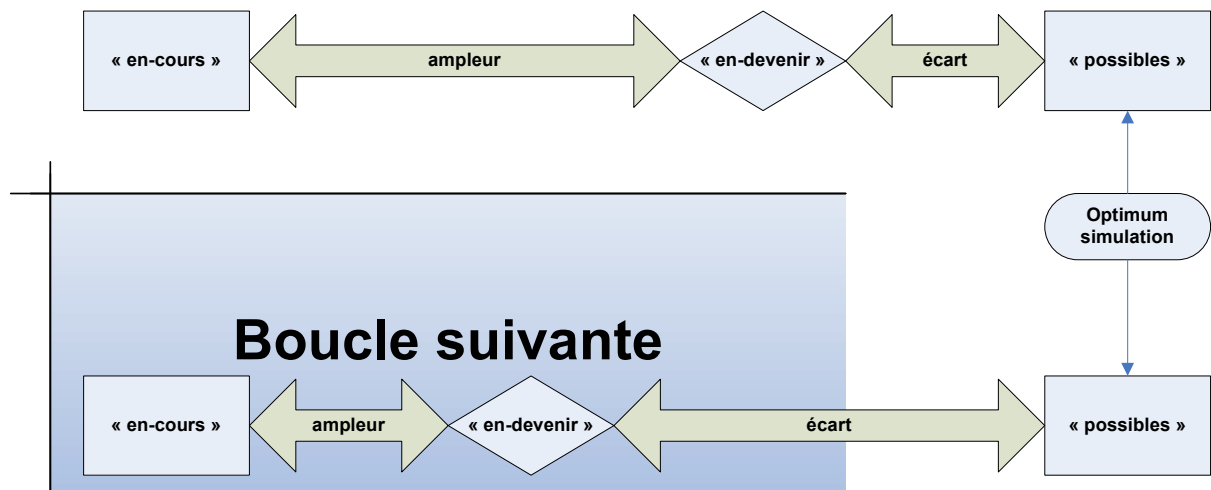 « en-cours »
ampleur
« en-devenir »
écart
« possibles »
Optimum
simulation
Boucle suivante
« en-cours »
ampleur
« en-devenir »
écart
« possibles »